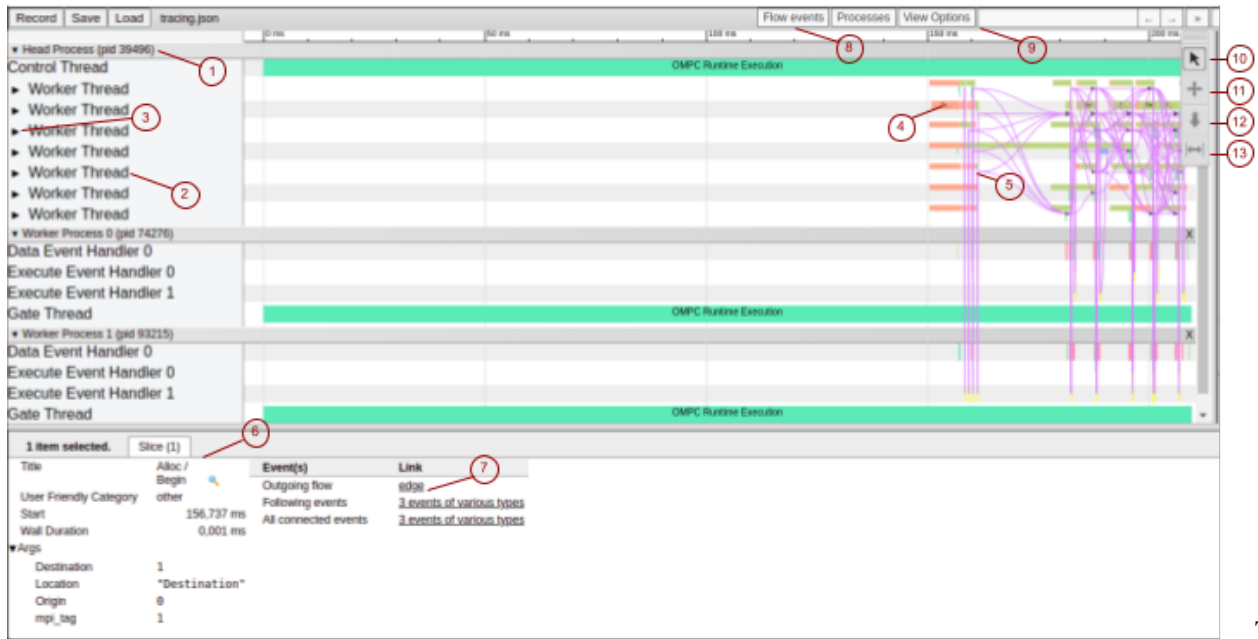 Record Save Load tracing.json Flow events Processes View Options ← → »
0 ms 50 ms 100 ms 150 ms 200 ms
▾ Head Process (pid 39496)
8 9
Control Thread OMPC Runtime Execution
1 10
▸ Worker Thread
11
▸ Worker Thread
3 4 12
▸ Worker Thread
▸ Worker Thread
13
▸ Worker Thread
2 5
▸ Worker Thread
▸ Worker Thread
▾ Worker Process 0 (pid 74276) X
Data Event Handler 0
Execute Event Handler 0
Execute Event Handler 1
Gate Thread OMPC Runtime Execution
▾ Worker Process 1 (pid 93215) X
Data Event Handler 0
Execute Event Handler 0
Execute Event Handler 1
Gate Thread OMPC Runtime Execution
6
1 item selected. Slice (1)
7
Title Alloc / Begin Event(s) Link
Outgoing flow edge
User Friendly Category other Following events 3 events of various types
Start 156,737 ms All connected events 3 events of various types
Wall Duration 0,001 ms
▾Args
Destination 1
Location "Destination"
Origin 0
mpi_tag 1